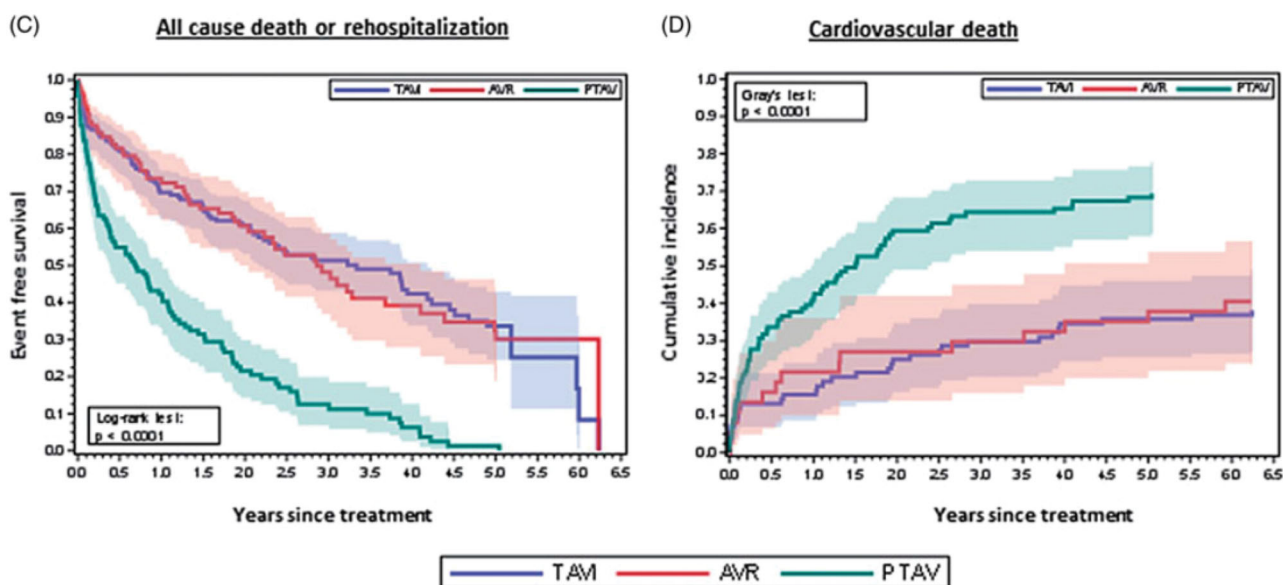 (C)
All cause death or rehospitalization
TAVI AVR PTAV
1.0
0.9
0.8
0.7
0.6
0.5
0.4
0.3
0.2
0.1
0.0
Event free survival
Log-rank test:
p < 0.0001
0.0 0.5 1.0 1.5 2.0 2.5 3.0 3.5 4.0 4.5 5.0 5.5 6.0 6.5
Years since treatment
(D)
Cardiovascular death
Gray's test:
p < 0.0001
TAVI AVR PTAV
1.0
0.9
0.8
0.7
0.6
0.5
0.4
0.3
0.2
0.1
0.0
Cumulative incidence
0.0 0.5 1.0 1.5 2.0 2.5 3.0 3.5 4.0 4.5 5.0 5.5 6.0 6.5
Years since treatment
TAVI AVR PTAV